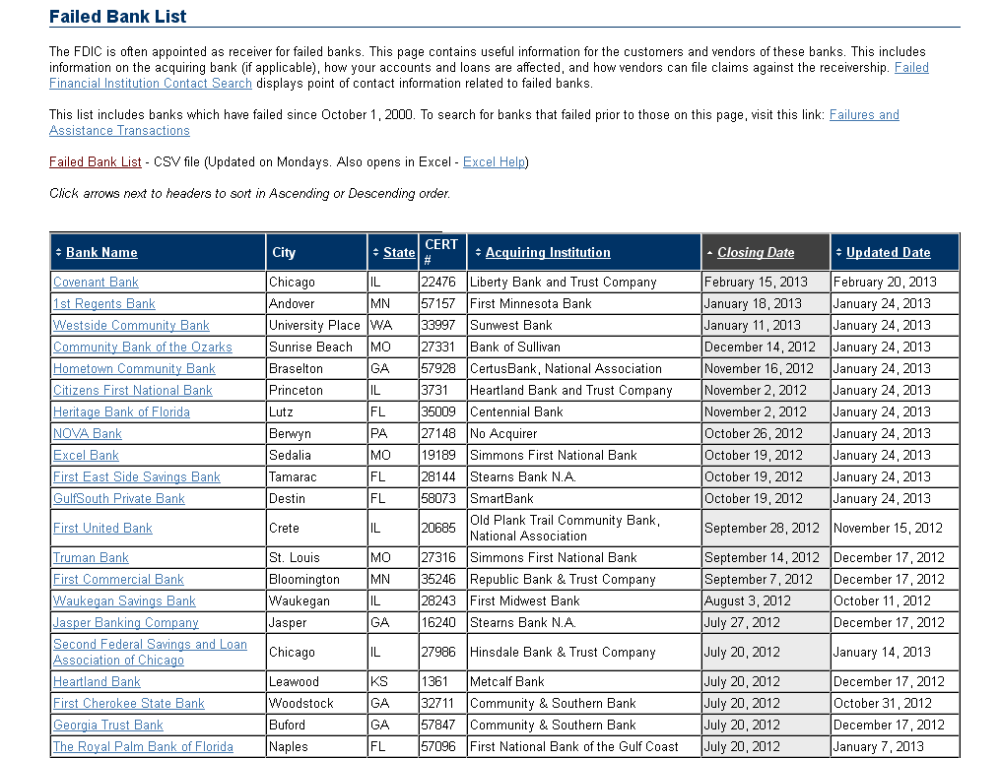 Failed Bank List
The FDIC is often appointed as receiver for failed banks. This page contains useful information for the customers and vendors of these banks. This includes
information on the acquiring bank (if applicable), how your accounts and loans are affected, and how vendors can file claims against the receivership. Failed
Financial Institution Contact Search displays point of contact information related to failed banks.
This list includes banks which have failed since October 1, 2000. To search for banks that failed prior to those on this page, visit this link: Failures and
Assistance Transactions
Failed Bank List - CSV file (Updated on Mondays. Also opens in Excel - Excel Help)
Click arrows next to headers to sort in Ascending or Descending order.
Bank Name City State CERT # Acquiring Institution Closing Date Updated Date
Covenant Bank Chicago IL 22476 Liberty Bank and Trust Company February 15, 2013 February 20, 2013
1st Regents Bank Andover MN 57157 First Minnesota Bank January 18, 2013 January 24, 2013
Westside Community Bank University Place WA 33997 Sunwest Bank January 11, 2013 January 24, 2013
Community Bank of the Ozarks Sunrise Beach MO 27331 Bank of Sullivan December 14, 2012 January 24, 2013
Hometown Community Bank Braselton GA 57928 CertusBank, National Association November 16, 2012 January 24, 2013
Citizens First National Bank Princeton IL 3731 Heartland Bank and Trust Company November 2, 2012 January 24, 2013
Heritage Bank of Florida Lutz FL 35009 Centennial Bank November 2, 2012 January 24, 2013
NOVA Bank Berwyn PA 27148 No Acquirer October 26, 2012 January 24, 2013
Excel Bank Sedalia MO 19189 Simmons First National Bank October 19, 2012 January 24, 2013
First East Side Savings Bank Tamarac FL 28144 Stearns Bank N.A. October 19, 2012 January 24, 2013
GulfSouth Private Bank Destin FL 58073 SmartBank October 19, 2012 January 24, 2013
First United Bank Crete IL 20685 Old Plank Trail Community Bank, National Association September 28, 2012 November 15, 2012
Truman Bank St. Louis MO 27316 Simmons First National Bank September 14, 2012 December 17, 2012
First Commercial Bank Bloomington MN 35246 Republic Bank & Trust Company September 7, 2012 December 17, 2012
Waukegan Savings Bank Waukegan IL 28243 First Midwest Bank August 3, 2012 October 11, 2012
Jasper Banking Company Jasper GA 16240 Stearns Bank N.A. July 27, 2012 December 17, 2012
Second Federal Savings and Loan Association of Chicago Chicago IL 27986 Hinsdale Bank & Trust Company July 20, 2012 January 14, 2013
Heartland Bank Leawood KS 1361 Metcalf Bank July 20, 2012 December 17, 2012
First Cherokee State Bank Woodstock GA 32711 Community & Southern Bank July 20, 2012 October 31, 2012
Georgia Trust Bank Buford GA 57847 Community & Southern Bank July 20, 2012 December 17, 2012
The Royal Palm Bank of Florida Naples FL 57096 First National Bank of the Gulf Coast July 20, 2012 January 7, 2013